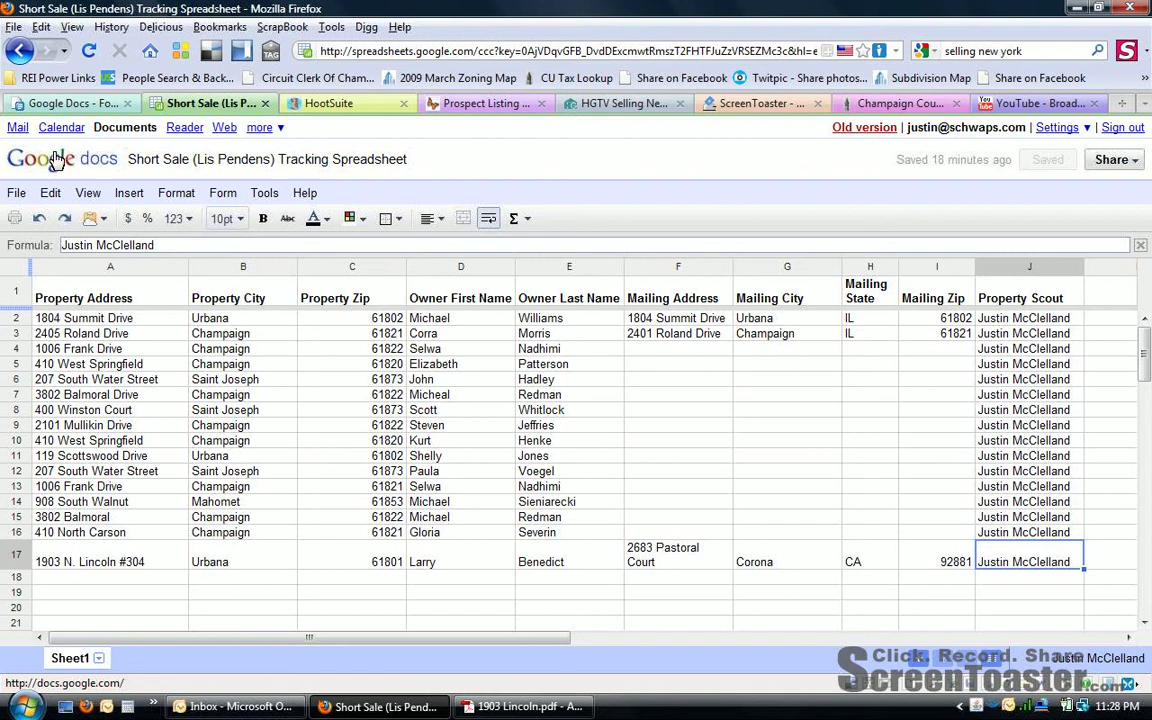 Short Sale (Lis Pendens) Tracking Spreadsheet - Mozilla Firefox
File Edit View History Delicious Bookmarks ScrapBook Tools Digg Help
http://spreadsheets.google.com/ccc?key=0AjVDqvGFB_DvdDExcmwtRmszT2FHTFJuZzVRSEZMc3c&hl=e selling new york
REI Power Links People Search & Back... Circuit Clerk Of Cham... 2009 March Zoning Map CU Tax Lookup Share on Facebook Twitpic - Share photos... Subdivision Map Share on Facebook
Google Docs - Fo... Short Sale (Lis P... HootSuite Prospect Listing ... HGTV Selling Ne... ScreenToaster - ... Champaign Cou... YouTube - Broad...
Mail Calendar Documents Reader Web more Old version | justin@schwaps.com | Settings | Sign out
Google docs Short Sale (Lis Pendens) Tracking Spreadsheet Saved 18 minutes ago Saved Share
File Edit View Insert Format Form Tools Help
$ % 123 10pt B Abc A Σ
Formula: Justin McClelland
A B C D E F G H I J
1 Property Address Property City Property Zip Owner First Name Owner Last Name Mailing Address Mailing City Mailing State Mailing Zip Property Scout
2 1804 Summit Drive Urbana 61802 Michael Williams 1804 Summit Drive Urbana IL 61802 Justin McClelland
3 2405 Roland Drive Champaign 61821 Corra Morris 2401 Roland Drive Champaign IL 61821 Justin McClelland
4 1006 Frank Drive Champaign 61822 Selwa Nadhimi Justin McClelland
5 410 West Springfield Champaign 61820 Elizabeth Patterson Justin McClelland
6 207 South Water Street Saint Joseph 61873 John Hadley Justin McClelland
7 3802 Balmoral Drive Champaign 61822 Micheal Redman Justin McClelland
8 400 Winston Court Saint Joseph 61873 Scott Whitlock Justin McClelland
9 2101 Mullikin Drive Champaign 61822 Steven Jeffries Justin McClelland
10 410 West Springfield Champaign 61820 Kurt Henke Justin McClelland
11 119 Scottswood Drive Urbana 61802 Shelly Jones Justin McClelland
12 207 South Water Street Saint Joseph 61873 Paula Voegel Justin McClelland
13 1006 Frank Drive Champaign 61821 Selwa Nadhimi Justin McClelland
14 908 South Walnut Mahomet 61853 Michael Sieniarecki Justin McClelland
15 3802 Balmoral Champaign 61822 Michael Redman Justin McClelland
16 410 North Carson Champaign 61821 Gloria Severin Justin McClelland
17 1903 N. Lincoln #304 Urbana 61801 Larry Benedict 2683 Pastoral Court Corona CA 92881 Justin McClelland
18
19
20
21
Sheet1 Justin McClelland
Click. Record. Share
ScreenToaster.com
http://docs.google.com/
Inbox - Microsoft O... Short Sale (Lis Pend... 1903 Lincoln.pdf - A... 11:28 PM